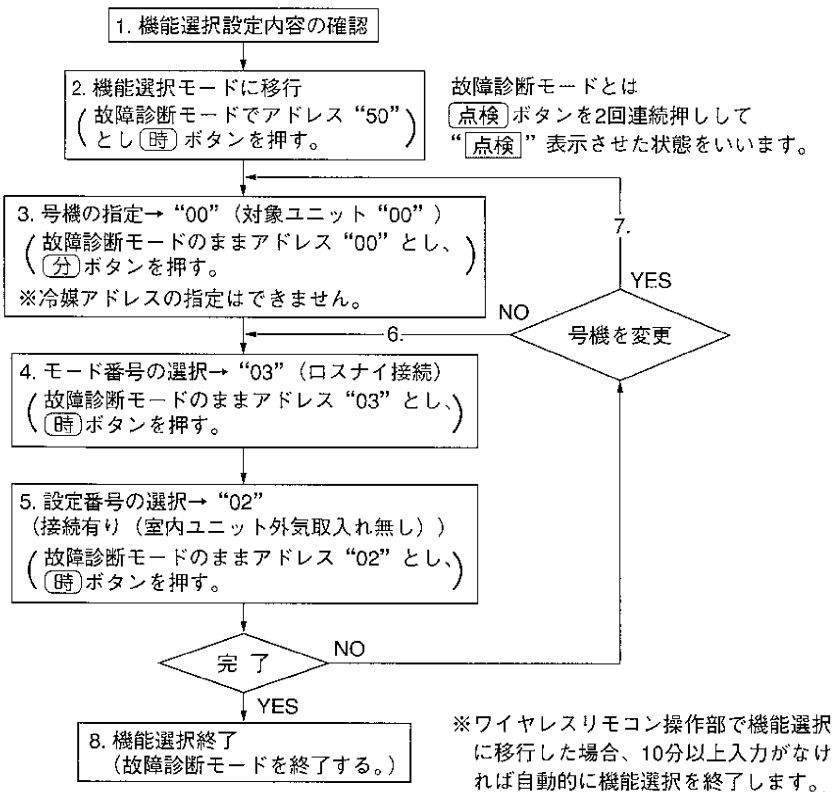 1. 機能選択設定内容の確認
2. 機能選択モードに移行
(故障診断モードでアドレス“50”
とし 時 ボタンを押す。)
故障診断モードとは
点検 ボタンを2回連続押しして
“ 点検 ”表示させた状態をいいます。
3. 号機の指定→“00”(対象ユニット“00”)
(故障診断モードのままアドレス“00”とし、
分 ボタンを押す。)
※冷媒アドレスの指定はできません。
7.
YES
NO
号機を変更
6.
4. モード番号の選択→“03”(ロスナイ接続)
(故障診断モードのままアドレス“03”とし、
時 ボタンを押す。)
5. 設定番号の選択→“02”
(接続有り(室内ユニット外気取入れ無し))
(故障診断モードのままアドレス“02”とし、
時 ボタンを押す。)
完了
NO
YES
8. 機能選択終了
(故障診断モードを終了する。)
※ワイヤレスリモコン操作部で機能選択
に移行した場合、10分以上入力がなけ
れば自動的に機能選択を終了します。